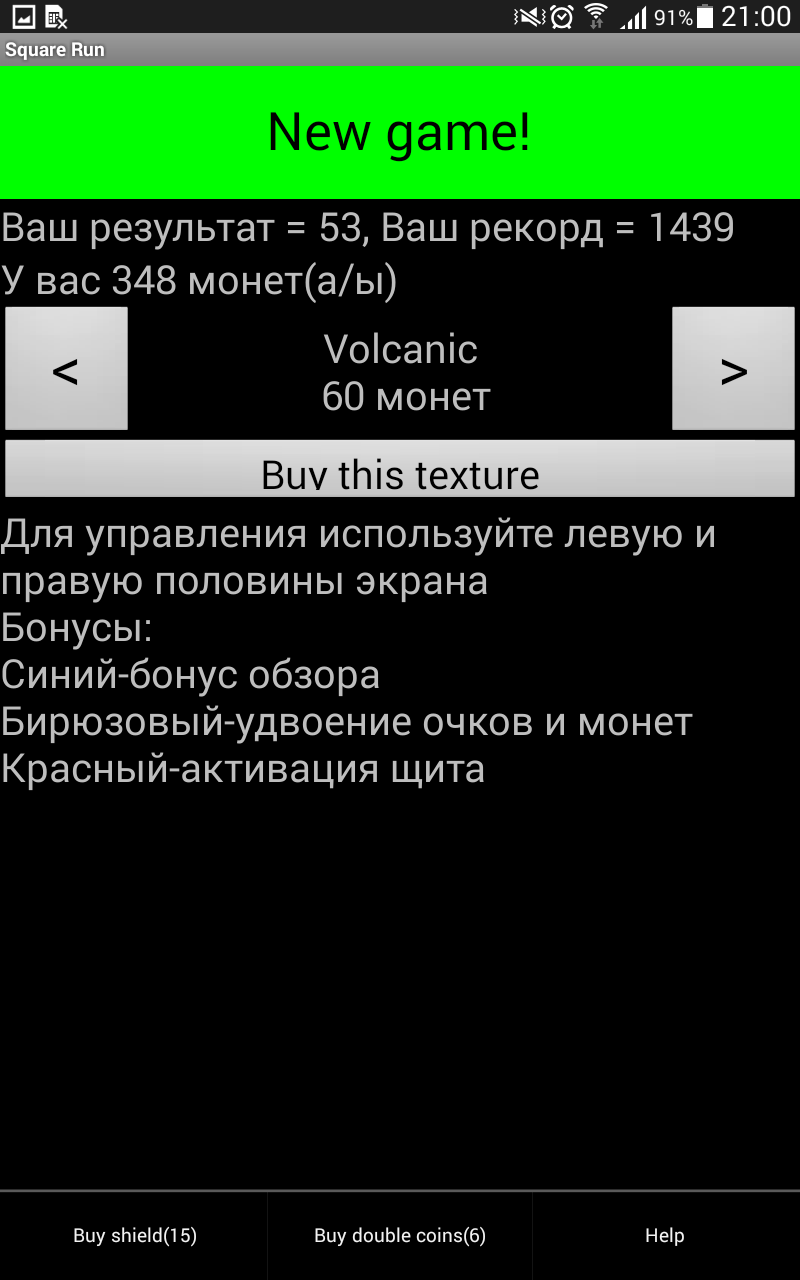 91% 21:00
Square Run
New game!
Ваш результат = 53, Ваш рекорд = 1439
У вас 348 монет(а/ы)
< Volcanic >
60 монет
Buy this texture
Для управления используйте левую и
правую половины экрана
Бонусы:
Синий-бонус обзора
Бирюзовый-удвоение очков и монет
Красный-активация щита
Buy shield(15) Buy double coins(6) Help